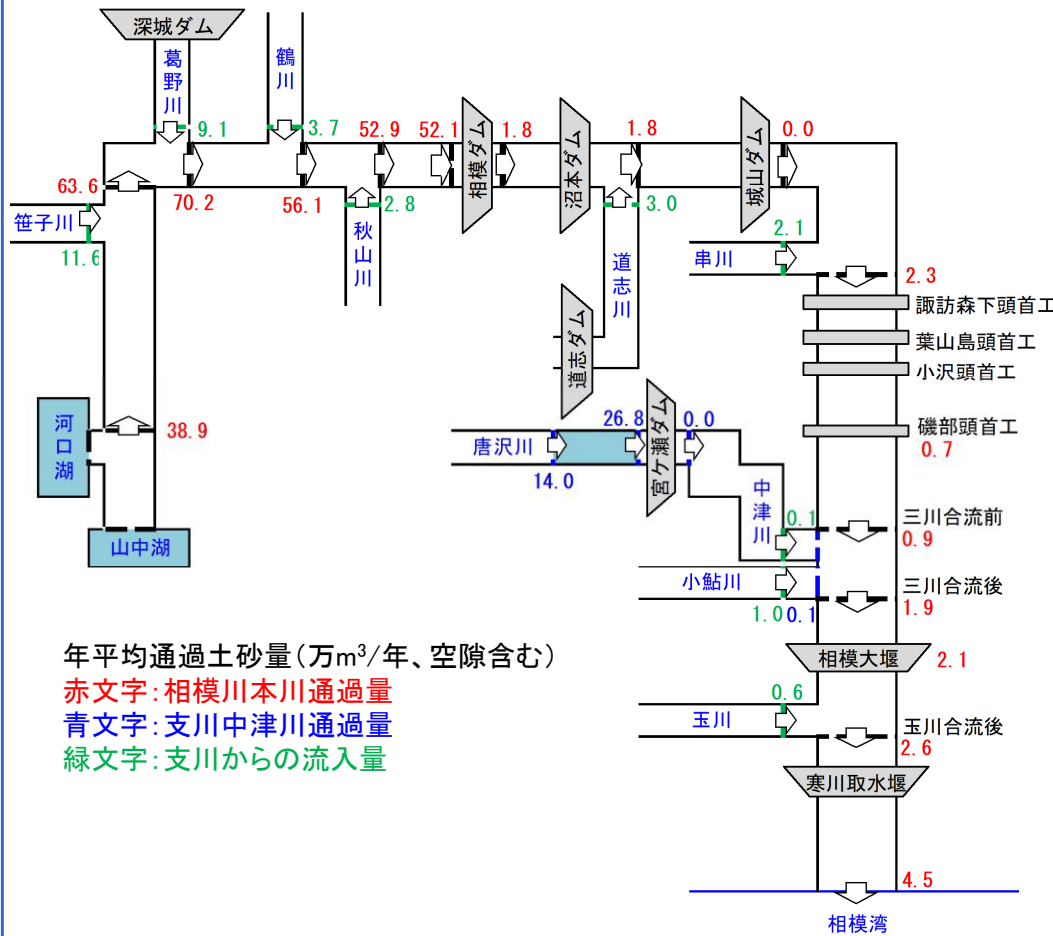 深城ダム
葛野川
鶴川
9.1
3.7
52.9
52.1
1.8
1.8
0.0
相模ダム
沼本ダム
城山ダム
63.6
70.2
56.1
2.8
3.0
笹子川
11.6
秋山川
道志川
2.1
串川
2.3
諏訪森下頭首工
葉山島頭首工
小沢頭首工
道志ダム
河口湖
38.9
26.8
0.0
唐沢川
14.0
宮ケ瀬ダム
磯部頭首工
0.7
中津川
0.1
三川合流前
0.9
山中湖
小鮎川
1.0
0.1
三川合流後
1.9
年平均通過土砂量(万m³/年、空隙含む)
赤文字:相模川本川通過量
青文字:支川中津川通過量
緑文字:支川からの流入量
相模大堰
2.1
0.6
玉川
玉川合流後
2.6
寒川取水堰
4.5
相模湾